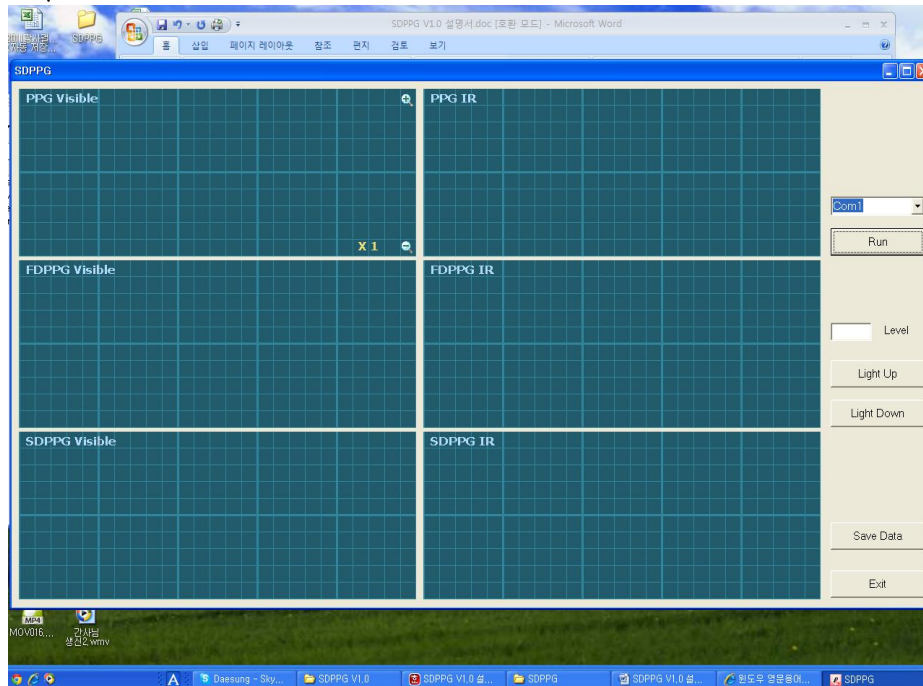 SDPPG
SDPPG V1.0 설명서.doc [호환 모드] - Microsoft Word
홈 삽입 페이지 레이아웃 참조 편지 검토 보기
SDPPG
PPG Visible
PPG IR
Com1
Run
X 1
FDPPG Visible
FDPPG IR
Level
Light Up
Light Down
SDPPG Visible
SDPPG IR
Save Data
Exit
MP4
MOV016,...
간사님
생신2.wmv
A
Daesung - Sky...
SDPPG V1.0
SDPPG V1.0 설...
SDPPG
SDPPG V1.0 설...
윈도우 영문용어...
SDPPG